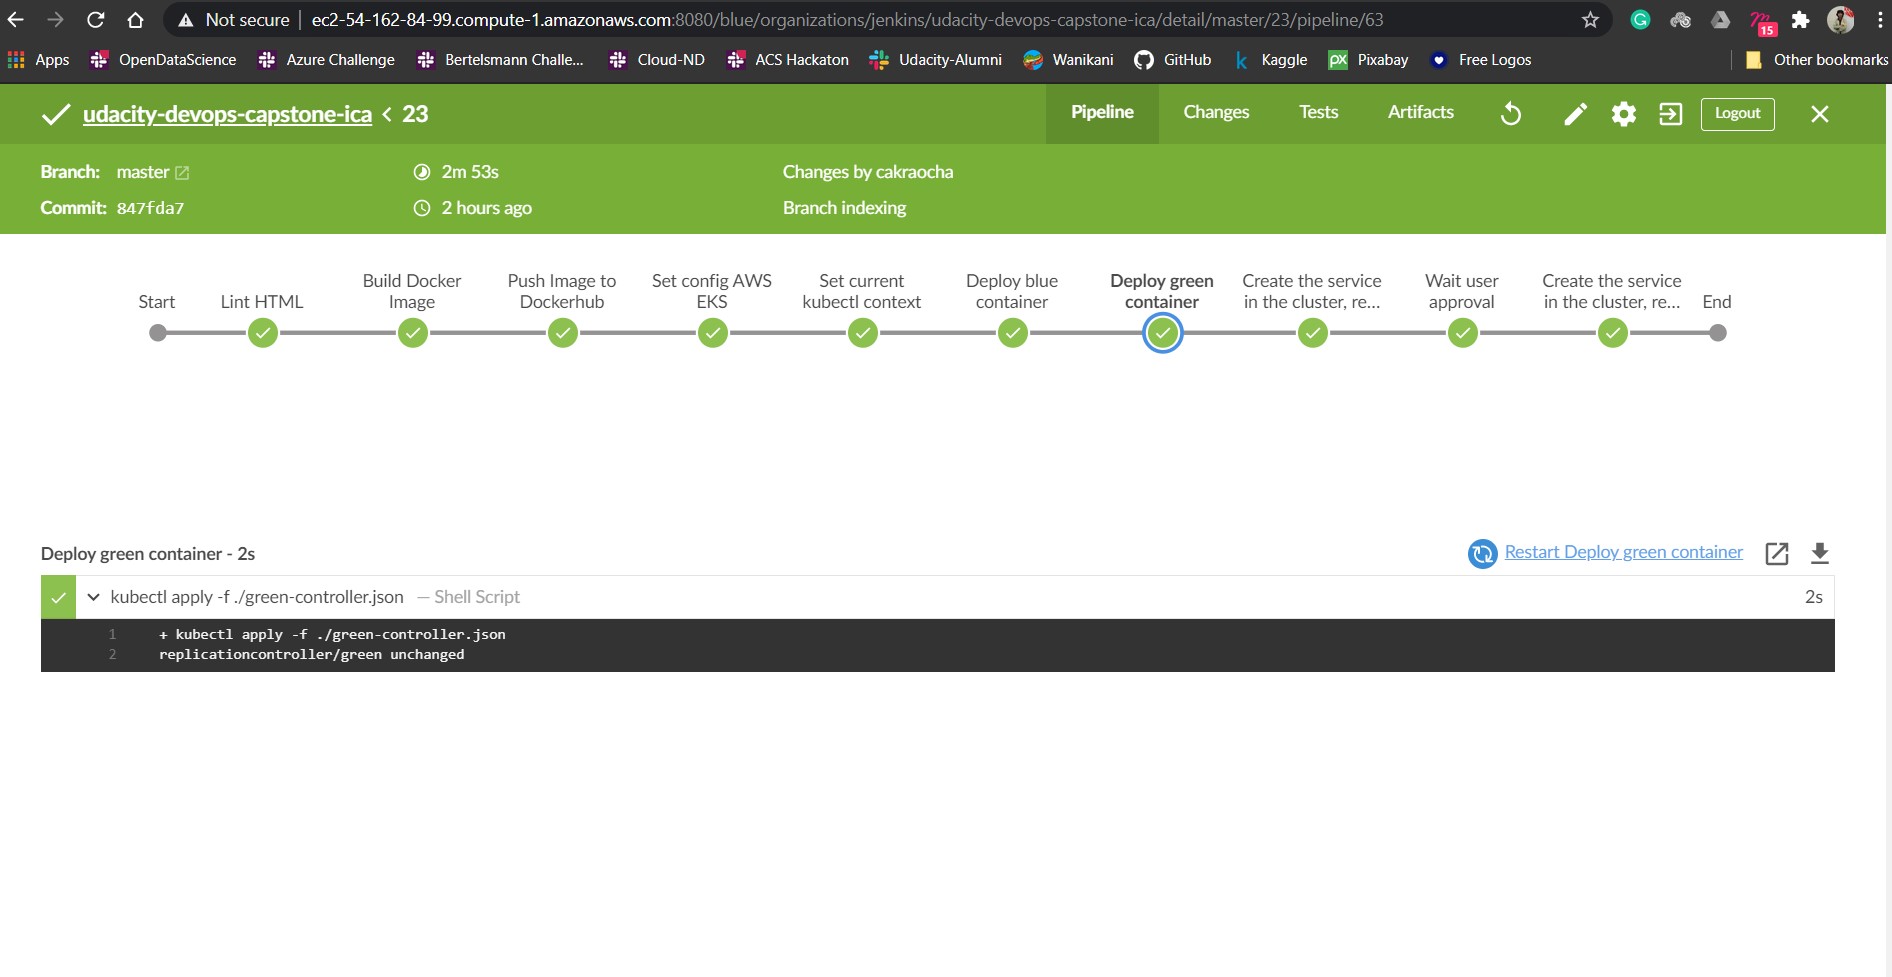 Not secure | ec2-54-162-84-99.compute-1.amazonaws.com:8080/blue/organizations/jenkins/udacity-devops-capstone-ica/detail/master/23/pipeline/63
15
Apps OpenDataScience Azure Challenge Bertelsmann Challe... Cloud-ND ACS Hackaton Udacity-Alumni Wanikani GitHub k Kaggle px Pixabay Free Logos Other bookmarks
udacity-devops-capstone-ica < 23 Pipeline Changes Tests Artifacts Logout
Branch: master 2m 53s Changes by cakraocha
Commit: 847fda7 2 hours ago Branch indexing
Start
Lint HTML
Build Docker
Image
Push Image to
Dockerhub
Set config AWS
EKS
Set current
kubectl context
Deploy blue
container
Deploy green
container
Create the service
in the cluster, re...
Wait user
approval
Create the service
in the cluster, re...
End
Deploy green container - 2s Restart Deploy green container
kubectl apply -f ./green-controller.json — Shell Script 2s
1 + kubectl apply -f ./green-controller.json
2 replicationcontroller/green unchanged